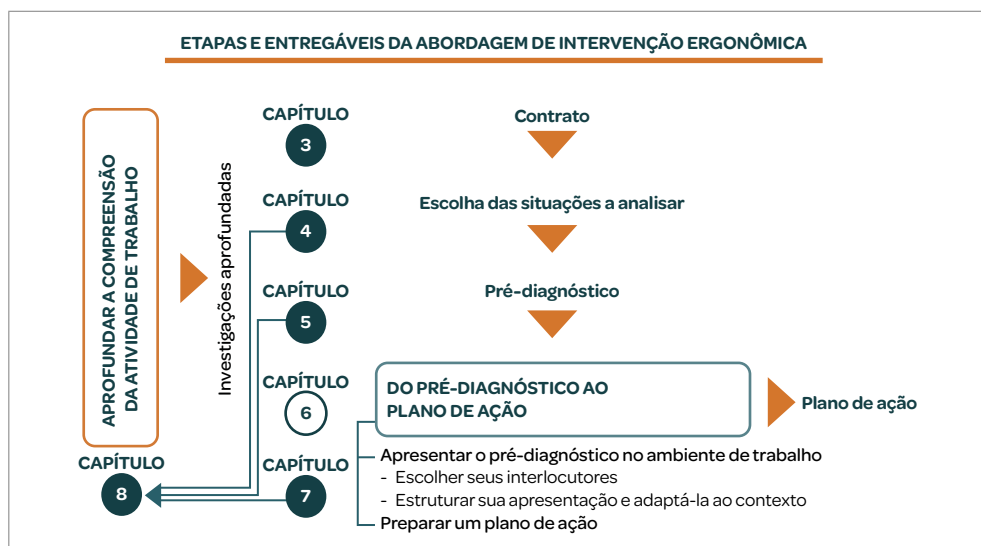 ETAPAS E ENTREGÁVEIS DA ABORDAGEM DE INTERVENÇÃO ERGONÔMICA
APROFUNDAR A COMPREENSÃO
DA ATIVIDADE DE TRABALHO
Investigações aprofundadas
CAPÍTULO
3
Contrato
CAPÍTULO
4
Escolha das situações a analisar
CAPÍTULO
5
Pré-diagnóstico
CAPÍTULO
6
DO PRÉ-DIAGNÓSTICO AO
PLANO DE AÇÃO
Plano de ação
CAPÍTULO
7
Apresentar o pré-diagnóstico no ambiente de trabalho
- Escolher seus interlocutores
- Estruturar sua apresentação e adaptá-la ao contexto
Preparar um plano de ação
CAPÍTULO
8